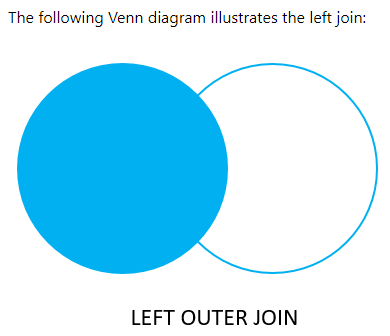 The following Venn diagram illustrates the left join:
LEFT OUTER JOIN